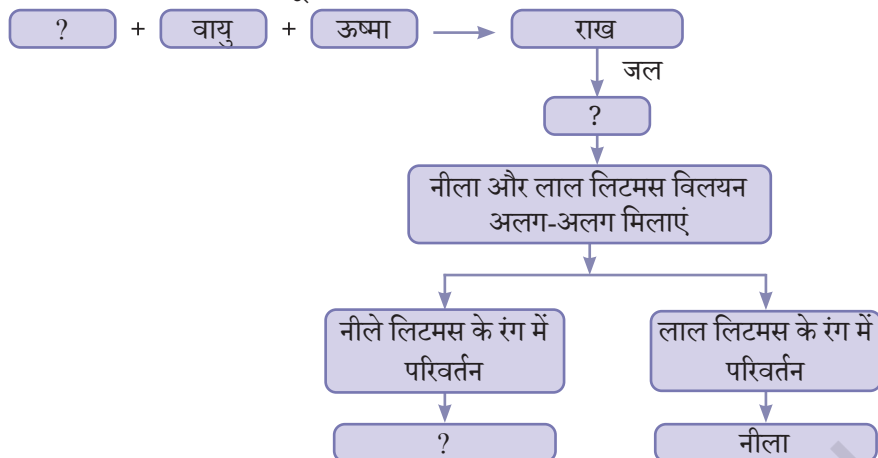 ? + वायु + ऊष्मा राख
जल
?
नीला और लाल लिटमस विलयन
अलग-अलग मिलाएं
नीले लिटमस के रंग में
परिवर्तन
लाल लिटमस के रंग में
परिवर्तन
?
नीला